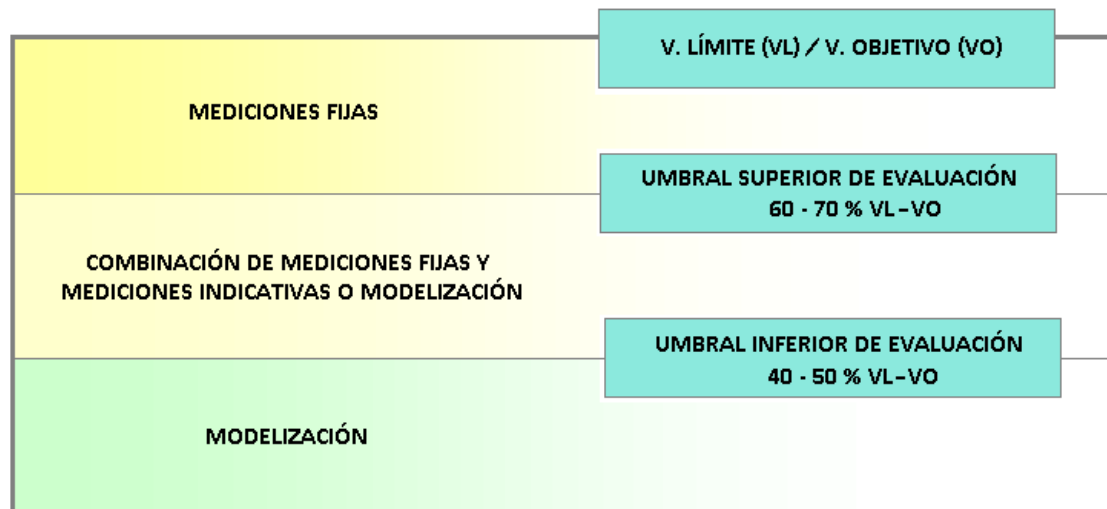 V. LÍMITE (VL) / V. OBJETIVO (VO)
MEDICIONES FIJAS
UMBRAL SUPERIOR DE EVALUACIÓN
60 - 70 % VL-VO
COMBINACIÓN DE MEDICIONES FIJAS Y
MEDICIONES INDICATIVAS O MODELIZACIÓN
UMBRAL INFERIOR DE EVALUACIÓN
40 - 50 % VL-VO
MODELIZACIÓN